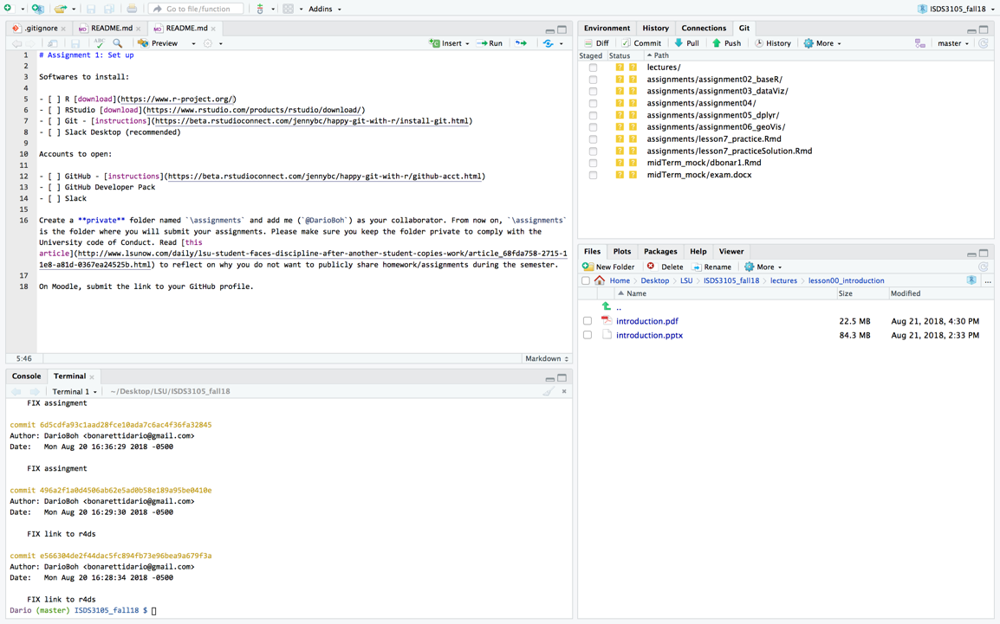 Go to file/function
Addins
ISDS3105_fall18
.gitignore
README.md
README.md
Preview
Insert
Run
1 # Assignment 1: Set up
2
3 Softwares to install:
4
5 - [ ] R [download](https://www.r-project.org/)
6 - [ ] RStudio [download](https://www.rstudio.com/products/rstudio/download/)
7 - [ ] Git - [instructions](https://beta.rstudioconnect.com/jennybc/happy-git-with-r/install-git.html)
8 - [ ] Slack Desktop (recommended)
9
10 Accounts to open:
11
12 - [ ] GitHub - [instructions](https://beta.rstudioconnect.com/jennybc/happy-git-with-r/github-acct.html)
13 - [ ] GitHub Developer Pack
14 - [ ] Slack
15
16 Create a **private** folder named `\assignments` and add me (`@DarioBoh`) as your collaborator. From now on, `\assignments`
is the folder where you will submit your assignments. Please make sure you keep the folder private to comply with the
University code of Conduct. Read [this
article](http://www.lsunow.com/daily/lsu-student-faces-discipline-after-another-student-copies-work/article_68fda758-2715-1
1e8-a81d-0367ea24525b.html) to reflect on why you do not want to publicly share homework/assignments during the semester.
17
18 On Moodle, submit the link to your GitHub profile.
5:46
Markdown
Console
Terminal
Terminal 1
~/Desktop/LSU/ISDS3105_fall18
FIX assingment
commit 6d5cdfa93c1aad28fce10ada7c6ac4f36fa32845
Author: DarioBoh <bonarettidario@gmail.com>
Date: Mon Aug 20 16:36:29 2018 -0500
FIX assingment
commit 496a2f1a0d4506ab62e5ad0b58e189a95be0410e
Author: DarioBoh <bonarettidario@gmail.com>
Date: Mon Aug 20 16:29:30 2018 -0500
FIX link to r4ds
commit e566304de2f44dac5fc894fb73e96bea9a679f3a
Author: DarioBoh <bonarettidario@gmail.com>
Date: Mon Aug 20 16:28:34 2018 -0500
FIX link to r4ds
Dario (master) ISDS3105_fall18 $
Environment
History
Connections
Git
Diff
Commit
Pull
Push
History
More
master
Staged Status Path
? ? lectures/
? ? assignments/assignment02_baseR/
? ? assignments/assignment03_dataViz/
? ? assignments/assignment04/
? ? assignments/assignment05_dplyr/
? ? assignments/assignment06_geoVis/
? ? assignments/lesson7_practice.Rmd
? ? assignments/lesson7_practiceSolution.Rmd
? ? midTerm_mock/dbonar1.Rmd
? ? midTerm_mock/exam.docx
Files
Plots
Packages
Help
Viewer
New Folder
Delete
Rename
More
Home
Desktop
LSU
ISDS3105_fall18
lectures
lesson00_introduction
...
Name Size Modified
..
introduction.pdf 22.5 MB Aug 21, 2018, 4:30 PM
introduction.pptx 84.3 MB Aug 21, 2018, 2:33 PM